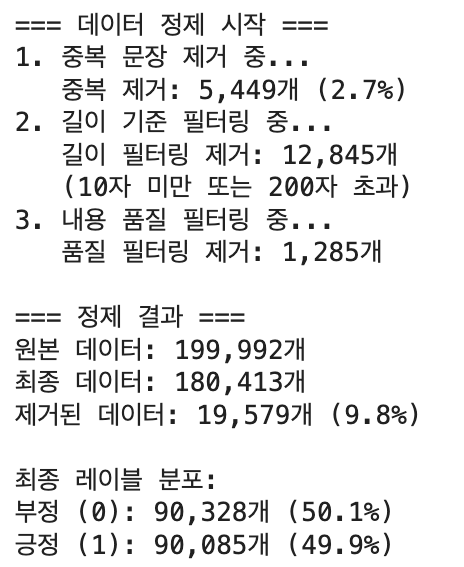 === 데이터 정제 시작 ===
1. 중복 문장 제거 중...
중복 제거: 5,449개 (2.7%)
2. 길이 기준 필터링 중...
길이 필터링 제거: 12,845개
(10자 미만 또는 200자 초과)
3. 내용 품질 필터링 중...
품질 필터링 제거: 1,285개
=== 정제 결과 ===
원본 데이터: 199,992개
최종 데이터: 180,413개
제거된 데이터: 19,579개 (9.8%)
최종 레이블 분포:
부정 (0): 90,328개 (50.1%)
긍정 (1): 90,085개 (49.9%)